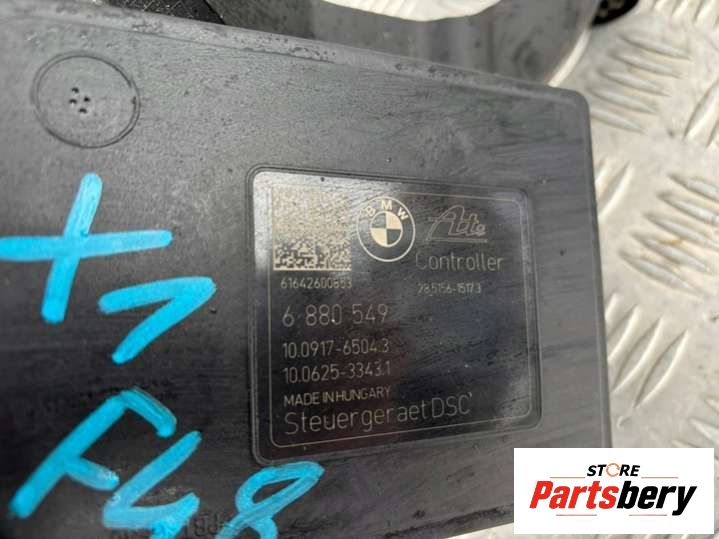 BMW
Ate
Controller
61642600853
28.5156-1517.3
6 880 549
10.0917-6504.3
10.0625-3343.1
MADE IN HUNGARY
SteuergeraetDSC
X1
F48
STORE
Partsbery